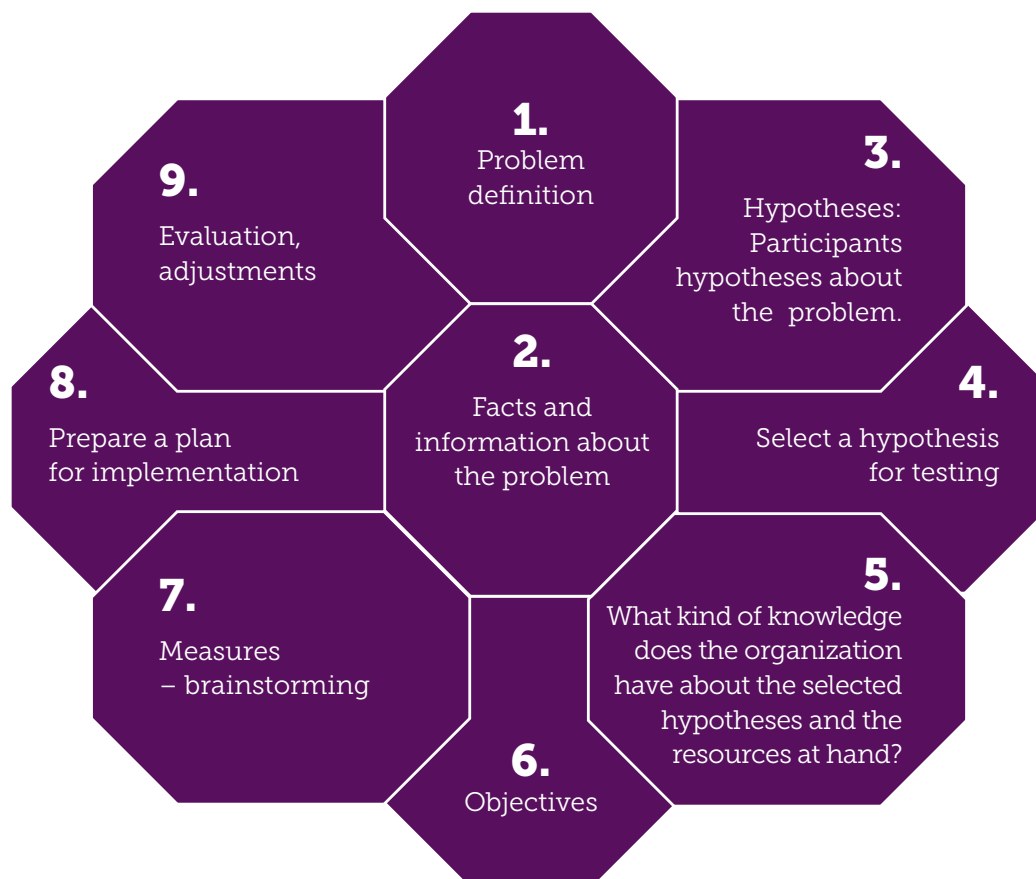 1.
Problem
definition
2.
Facts and
information about
the problem
3.
Hypotheses:
Participants
hypotheses about
the problem.
4.
Select a hypothesis
for testing
5.
What kind of knowledge
does the organization
have about the selected
hypotheses and the
resources at hand?
6.
Objectives
7.
Measures
– brainstorming
8.
Prepare a plan
for implementation
9.
Evaluation,
adjustments